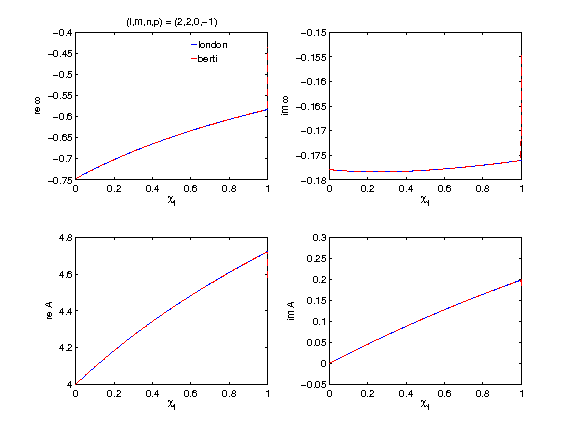 (l,m,n,p) = (2,2,0,−1)
−0.4
−0.45
−0.5
−0.55
−0.6
−0.65
−0.7
−0.75
re ω
0 0.2 0.4 0.6 0.8 1
χf
london
berti
−0.15
−0.155
−0.16
−0.165
−0.17
−0.175
−0.18
im ω
0 0.2 0.4 0.6 0.8 1
χf
4.8
4.6
4.4
4.2
4
re A
0 0.2 0.4 0.6 0.8 1
χf
0.3
0.25
0.2
0.15
0.1
0.05
0
−0.05
im A
0 0.2 0.4 0.6 0.8 1
χf